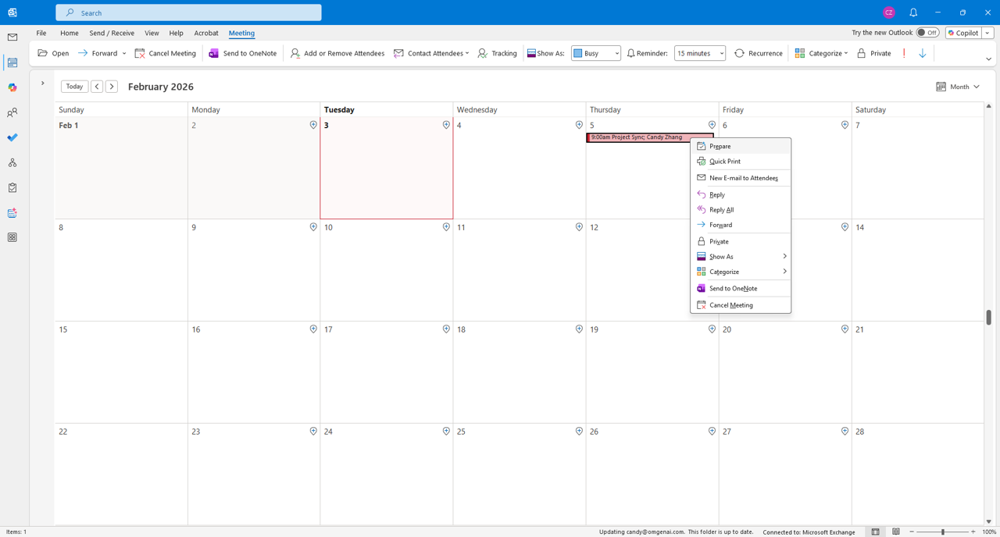 Search
CZ
File Home Send / Receive View Help Acrobat Meeting
Try the new Outlook Off Copilot
Open Forward Cancel Meeting Send to OneNote Add or Remove Attendees Contact Attendees Tracking Show As: Busy Reminder: 15 minutes Recurrence Categorize Private
Today February 2026 Month
Sunday Monday Tuesday Wednesday Thursday Friday Saturday
Feb 1 2 3 4 5 6 7
9:00am Project Sync; Candy Zhang
Prepare
Quick Print
New E-mail to Attendees
Reply
Reply All
Forward
Private
Show As
Categorize
Send to OneNote
Cancel Meeting
8 9 10 11 12 14
15 16 17 18 19 20 21
22 23 24 25 26 27 28
Items: 1 Updating candy@omgenai.com. This folder is up to date. Connected to: Microsoft Exchange 100%